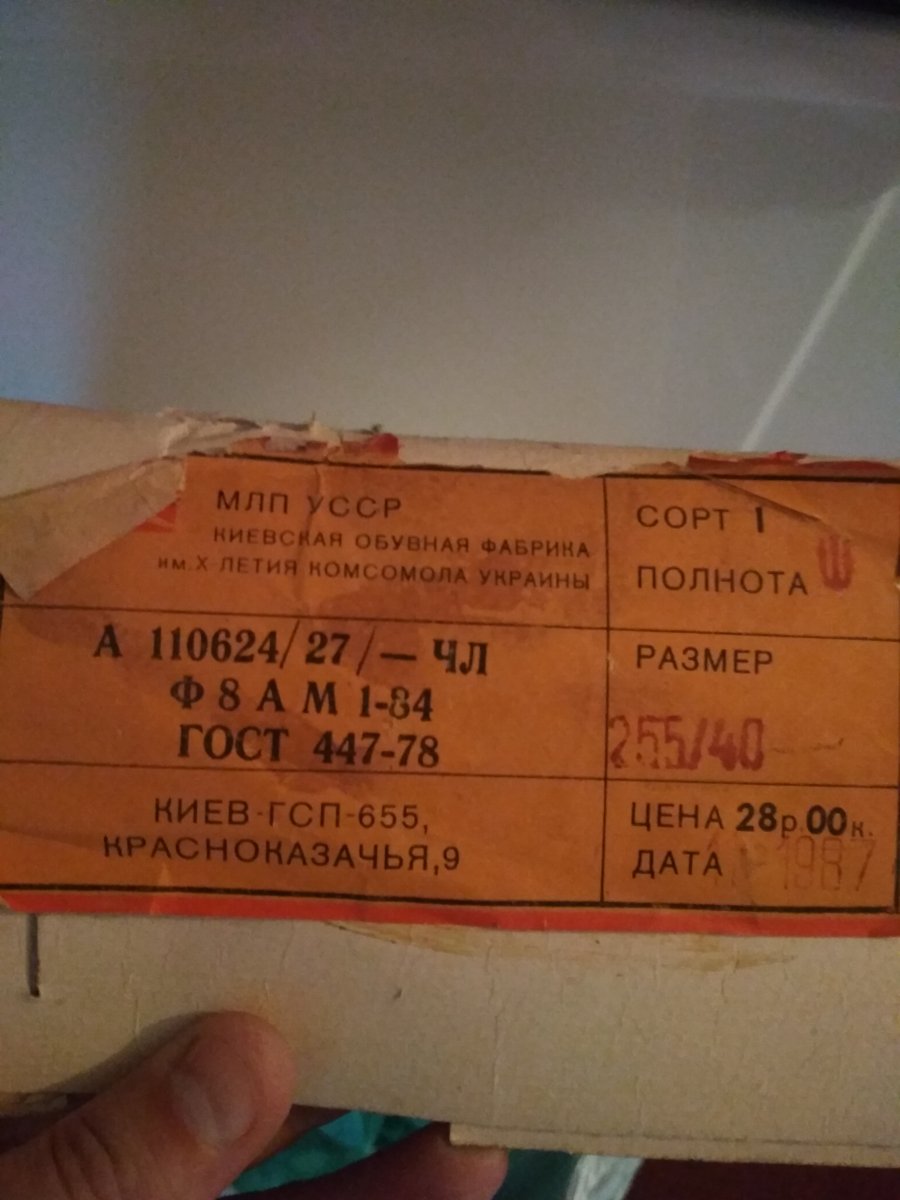 МЛП УССР
КИЕВСКАЯ ОБУВНАЯ ФАБРИКА
им. X-ЛЕТИЯ КОМСОМОЛА УКРАИНЫ
СОРТ I
ПОЛНОТА Ш
А 110624/27/— ЧЛ
Ф 8 А М 1-84
ГОСТ 447-78
РАЗМЕР
255/40
КИЕВ-ГСП-655,
КРАСНОКАЗАЧЬЯ,9
ЦЕНА 28р.00к.
ДАТА 1987